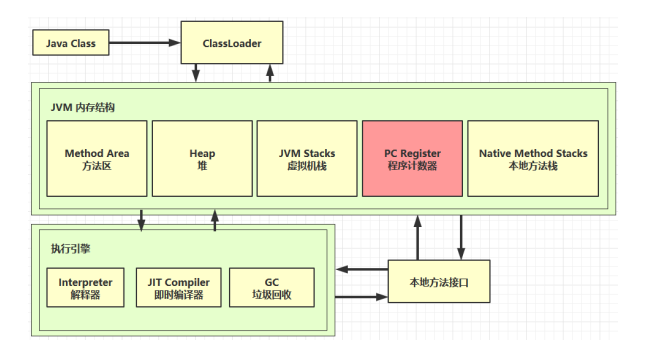 Java Class
ClassLoader
JVM 内存结构
Method Area
方法区
Heap
堆
JVM Stacks
虚拟机栈
PC Register
程序计数器
Native Method Stacks
本地方法栈
执行引擎
Interpreter
解释器
JIT Compiler
即时编译器
GC
垃圾回收
本地方法接口